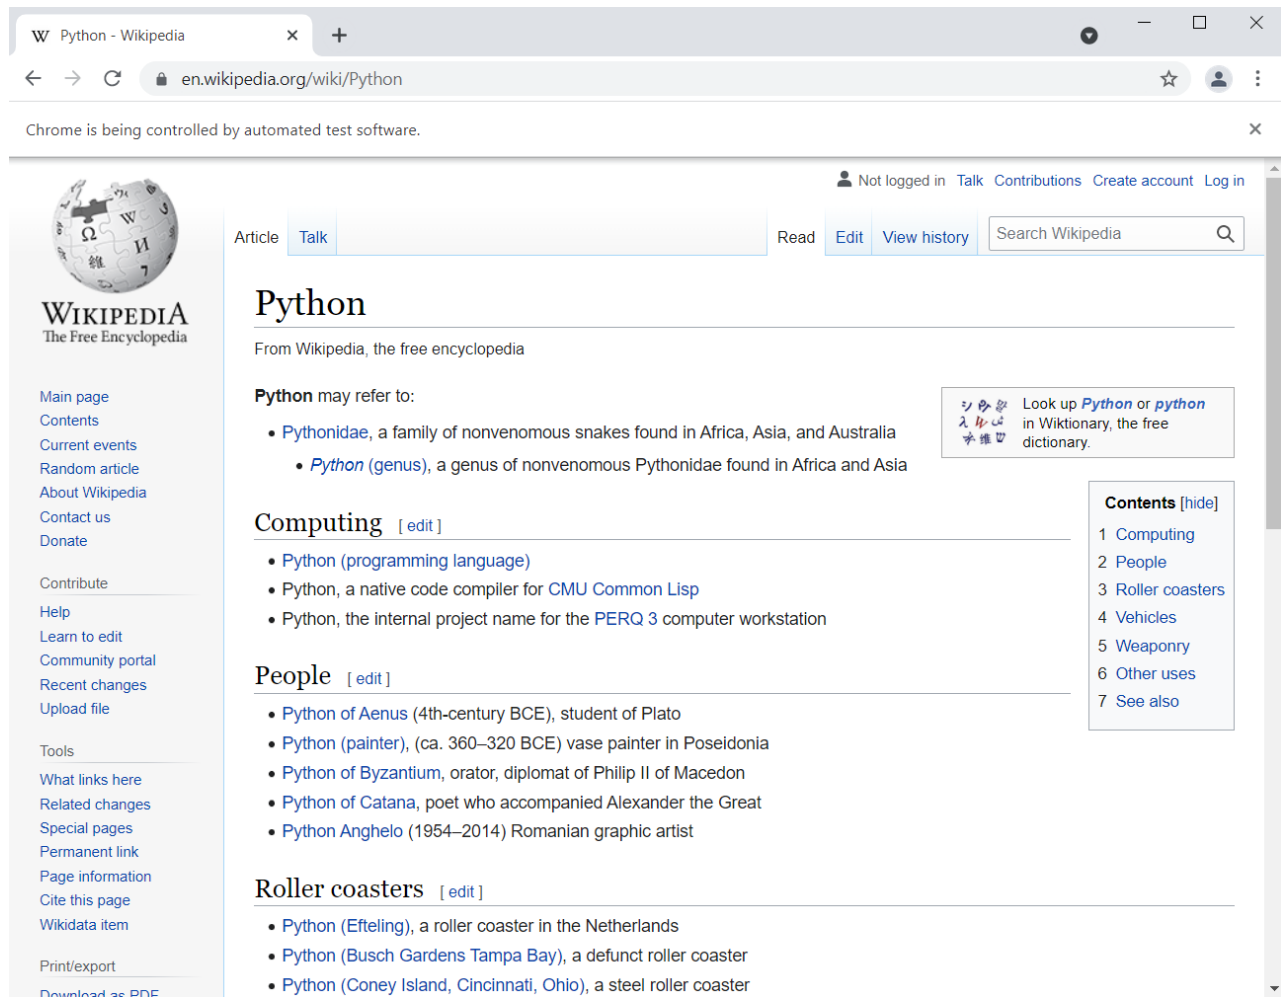 Python - Wikipedia
en.wikipedia.org/wiki/Python
Chrome is being controlled by automated test software.
Not logged in Talk Contributions Create account Log in
Article Talk Read Edit View history Search Wikipedia
WIKIPEDIA
The Free Encyclopedia
Main page
Contents
Current events
Random article
About Wikipedia
Contact us
Donate
Contribute
Help
Learn to edit
Community portal
Recent changes
Upload file
Tools
What links here
Related changes
Special pages
Permanent link
Page information
Cite this page
Wikidata item
Print/export
Download as PDF
Python
From Wikipedia, the free encyclopedia
Python may refer to:
• Pythonidae, a family of nonvenomous snakes found in Africa, Asia, and Australia
• Python (genus), a genus of nonvenomous Pythonidae found in Africa and Asia
Look up Python or python
in Wiktionary, the free
dictionary.
Contents [hide]
1 Computing
2 People
3 Roller coasters
4 Vehicles
5 Weaponry
6 Other uses
7 See also
Computing [ edit ]
• Python (programming language)
• Python, a native code compiler for CMU Common Lisp
• Python, the internal project name for the PERQ 3 computer workstation
People [ edit ]
• Python of Aenus (4th-century BCE), student of Plato
• Python (painter), (ca. 360–320 BCE) vase painter in Poseidonia
• Python of Byzantium, orator, diplomat of Philip II of Macedon
• Python of Catana, poet who accompanied Alexander the Great
• Python Anghelo (1954–2014) Romanian graphic artist
Roller coasters [ edit ]
• Python (Efteling), a roller coaster in the Netherlands
• Python (Busch Gardens Tampa Bay), a defunct roller coaster
• Python (Coney Island, Cincinnati, Ohio), a steel roller coaster